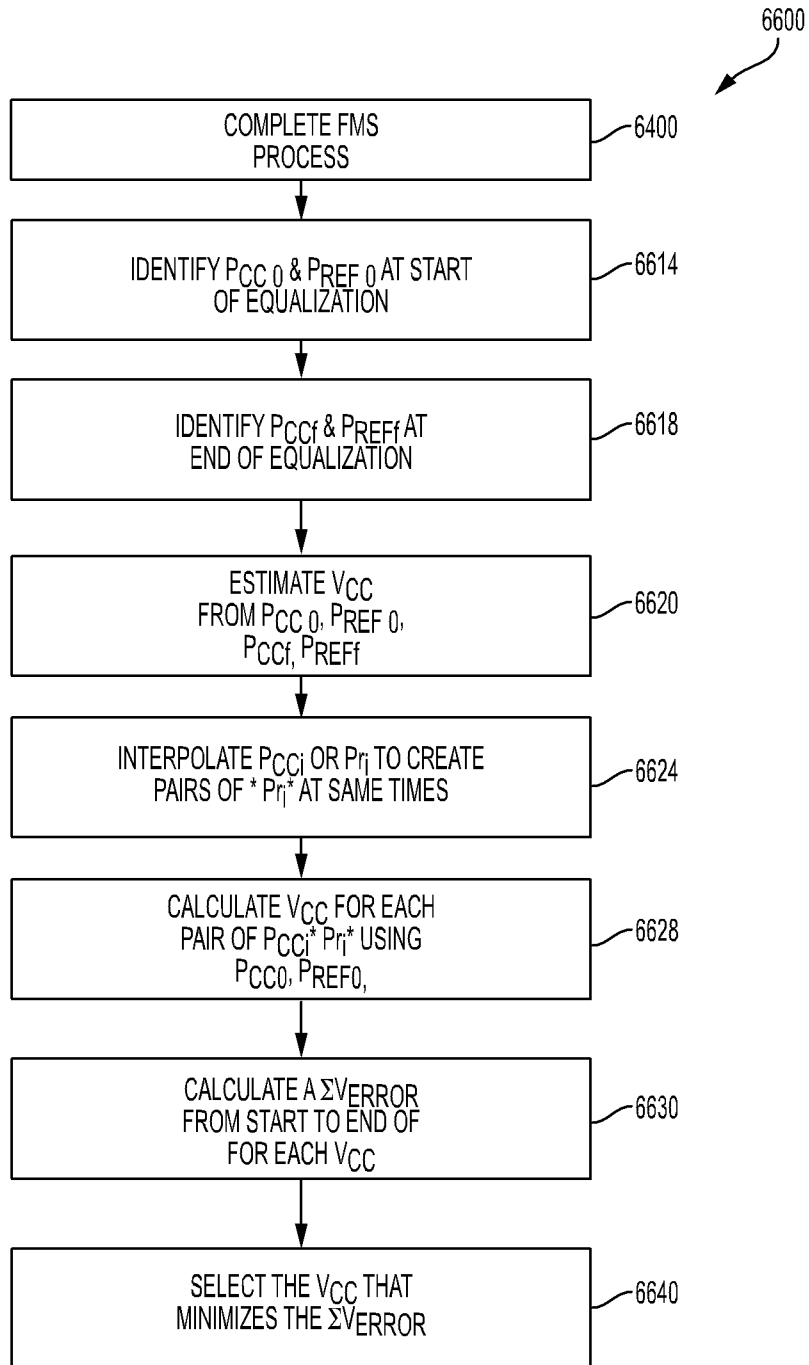 6600
COMPLETE FMS
PROCESS
6400
IDENTIFY PCC 0 & PREF 0 AT START
OF EQUALIZATION
6614
IDENTIFY PCCf & PREFf AT
END OF EQUALIZATION
6618
ESTIMATE VCC
FROM PCC 0, PREF 0,
PCCf, PREFf
6620
INTERPOLATE PCCi OR Pri TO CREATE
PAIRS OF * Pri* AT SAME TIMES
6624
CALCULATE VCC FOR EACH
PAIR OF PCCi* Pri* USING
PCC0, PREF0,
6628
CALCULATE A ΣVERROR
FROM START TO END OF
FOR EACH VCC
6630
SELECT THE VCC THAT
MINIMIZES THE ΣVERROR
6640